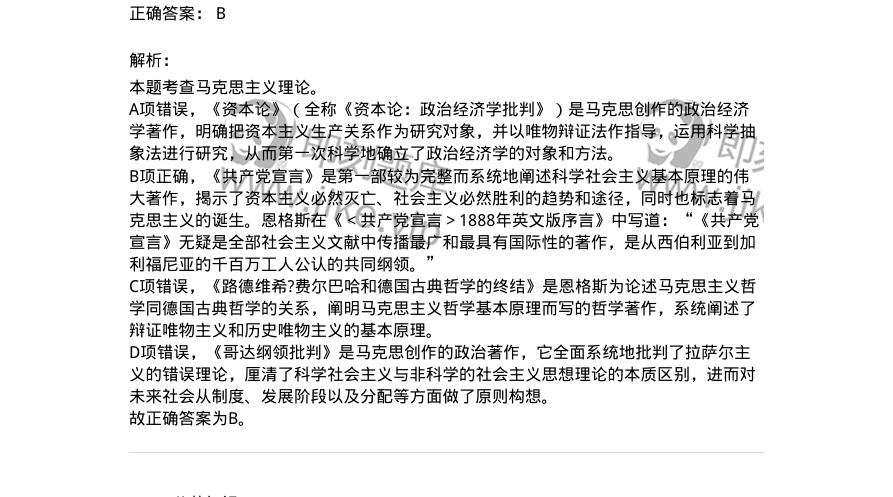 正确答案： B
解析：
本题考查马克思主义理论。
A项错误，《资本论》（全称《资本论：政治经济学批判》）是马克思创作的政治经济
学著作，明确把资本主义生产关系作为研究对象，并以唯物辩证法作指导，运用科学抽
象法进行研究，从而第一次科学地确立了政治经济学的对象和方法。
B项正确，《共产党宣言》是第一部较为完整而系统地阐述科学社会主义基本原理的伟
大著作，揭示了资本主义必然灭亡、社会主义必然胜利的趋势和途径，同时也标志着马
克思主义的诞生。恩格斯在《＜共产党宣言＞1888年英文版序言》中写道：“《共产党
宣言》无疑是全部社会主义文献中传播最广和最具有国际性的著作，是从西伯利亚到加
利福尼亚的千百万工人公认的共同纲领。”
C项错误，《路德维希?费尔巴哈和德国古典哲学的终结》是恩格斯为论述马克思主义哲
学同德国古典哲学的关系，阐明马克思主义哲学基本原理而写的哲学著作，系统阐述了
辩证唯物主义和历史唯物主义的基本原理。
D项错误，《哥达纲领批判》是马克思创作的政治著作，它全面系统地批判了拉萨尔主
义的错误理论，厘清了科学社会主义与非科学的社会主义思想理论的本质区别，进而对
未来社会从制度、发展阶段以及分配等方面做了原则构想。
故正确答案为B。